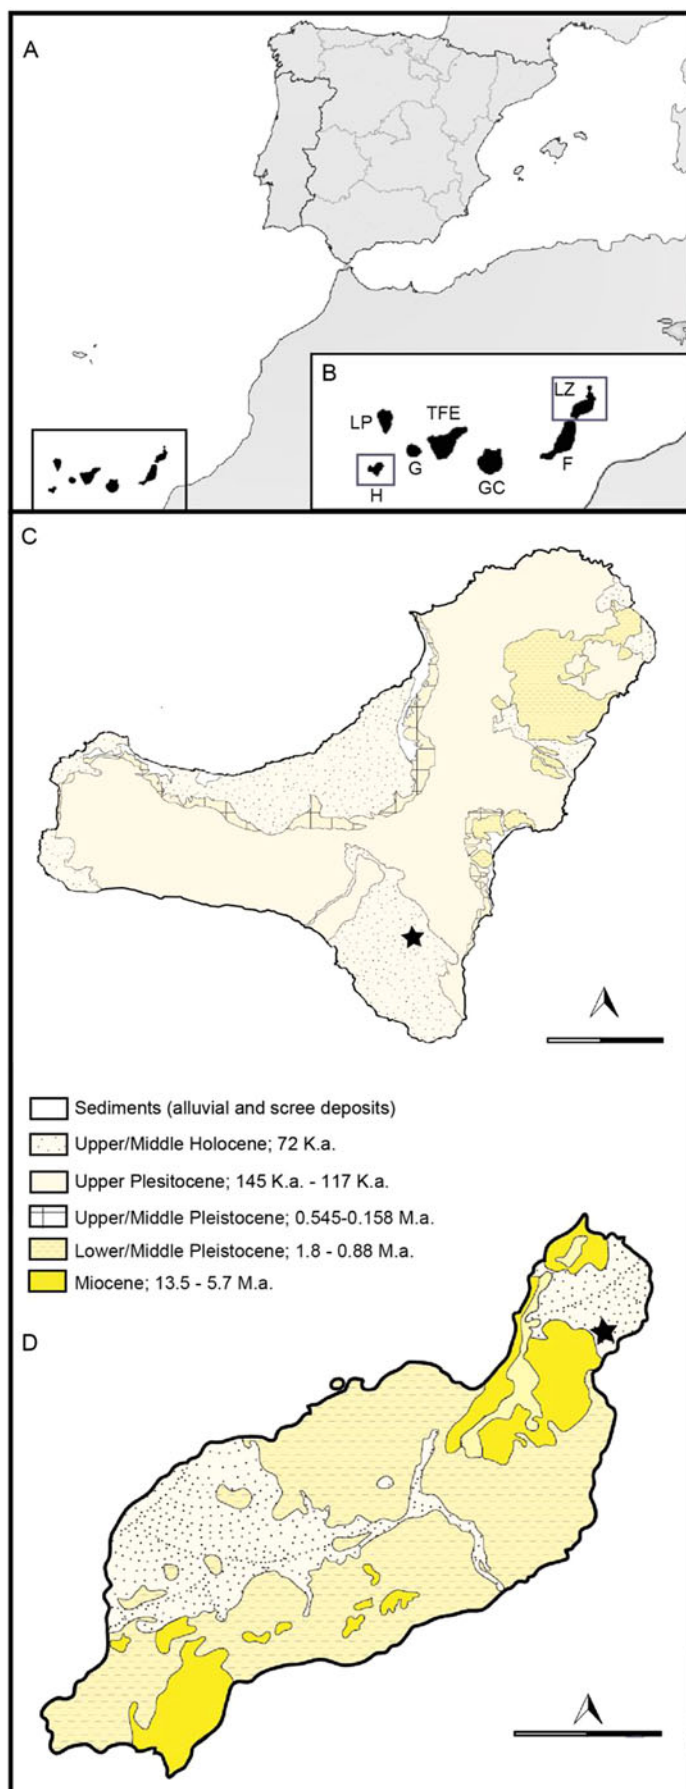 A
B
LZ
LP
TFE
G
F
H
GC
C
Sediments (alluvial and scree deposits)
Upper/Middle Holocene; 72 K.a.
Upper Plesitocene; 145 K.a. - 117 K.a.
Upper/Middle Pleistocene; 0.545-0.158 M.a.
Lower/Middle Pleistocene; 1.8 - 0.88 M.a.
Miocene; 13.5 - 5.7 M.a.
D